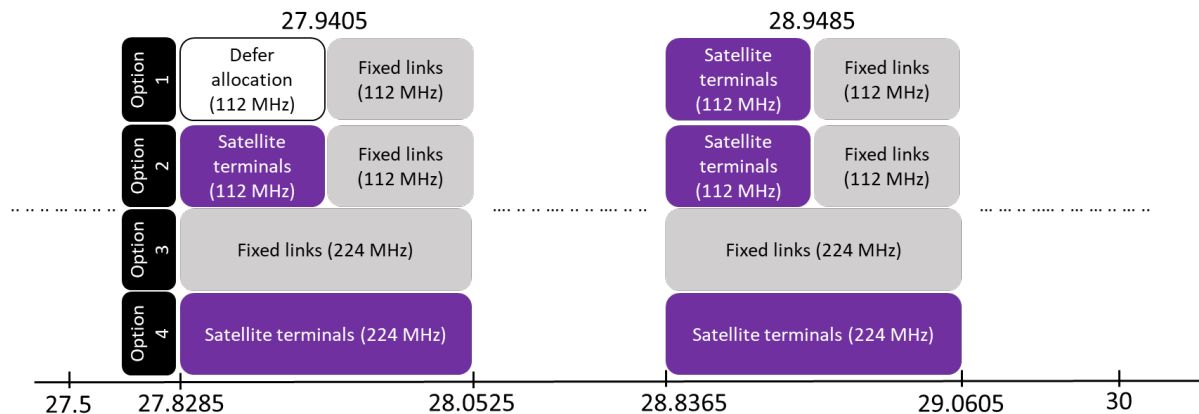 27.9405
28.9485
Option
1
Defer
allocation
(112 MHz)
Fixed links
(112 MHz)
Satellite
terminals
(112 MHz)
Fixed links
(112 MHz)
Option
2
Satellite
terminals
(112 MHz)
Fixed links
(112 MHz)
Satellite
terminals
(112 MHz)
Fixed links
(112 MHz)
Option
3
Fixed links (224 MHz)
Fixed links (224 MHz)
Option
4
Satellite terminals (224 MHz)
Satellite terminals (224 MHz)
27.5
27.8285
28.0525
28.8365
29.0605
30